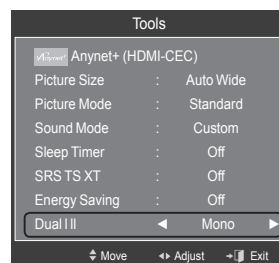 Tools
Anynet+ (HDMI-CEC)
Picture Size : Auto Wide
Picture Mode : Standard
Sound Mode : Custom
Sleep Timer : Off
SRS TS XT : Off
Energy Saving : Off
Dual l ll ◄ Mono ►
Move Adjust Exit